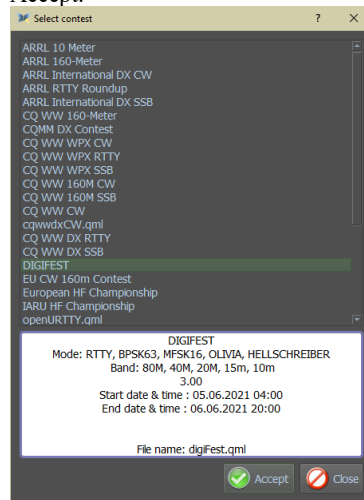 Select contest ? ×
ARRL 10 Meter
ARRL 160-Meter
ARRL International DX CW
ARRL RTTY Roundup
ARRL International DX SSB
CQ WW 160-Meter
CQMM DX Contest
CQ WW WPX CW
CQ WW WPX RTTY
CQ WW WPX SSB
CQ WW 160M CW
CQ WW 160M SSB
CQ WW CW
cqwwdxCW.qml
CQ WW DX RTTY
CQ WW DX SSB
DIGIFEST
EU CW 160m Contest
European HF Championship
IARU HF Championship
openURTTY.qml
DIGIFEST
Mode: RTTY, BPSK63, MFSK16, OLIVIA, HELLSCHREIBER
Band: 80M, 40M, 20M, 15m, 10m
3.00
Start date & time : 05.06.2021 04:00
End date & time : 06.06.2021 20:00
File name: digiFest.qml
Accept Close